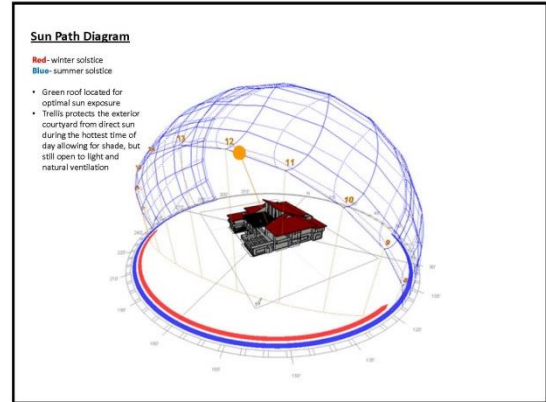 Sun Path Diagram
Red- winter solstice
Blue- summer solstice
• Green roof located for
optimal sun exposure
• Trellis protects the exterior
courtyard from direct sun
during the hottest time of
day allowing for shade, but
still open to light and
natural ventilation
13
12
11
10
9